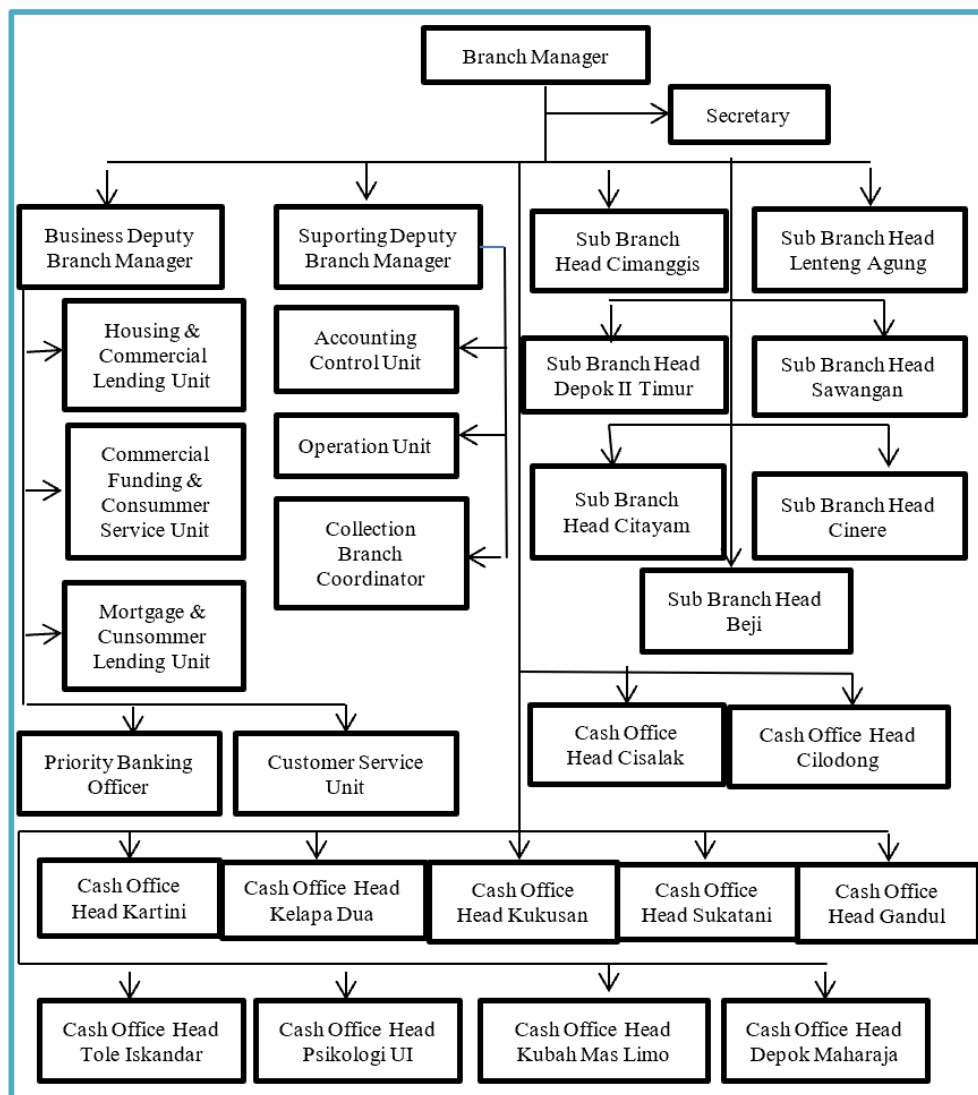 Branch Manager
Secretary
Business Deputy
Branch Manager
Suporting Deputy
Branch Manager
Sub Branch
Head Cimanggis
Sub Branch Head
Lenteng Agung
Housing &
Commercial
Lending Unit
Accounting
Control Unit
Sub Branch Head
Depok II Timur
Sub Branch Head
Sawangan
Commercial
Funding &
Consummer
Service Unit
Operation Unit
Sub Branch
Head Citayam
Sub Branch Head
Cinere
Collection
Branch
Coordinator
Sub Branch Head
Beji
Mortgage &
Cunsommer
Lending Unit
Priority Banking
Officer
Customer Service
Unit
Cash Office
Head Cisalak
Cash Office Head
Cilodong
Cash Office
Head Kartini
Cash Office Head
Kelapa Dua
Cash Office
Head Kukusan
Cash Office
Head Sukatani
Cash Office
Head Gandul
Cash Office Head
Tole Iskandar
Cash Office Head
Psikologi UI
Cash Office Head
Kubah Mas Limo
Cash Office Head
Depok Maharaja